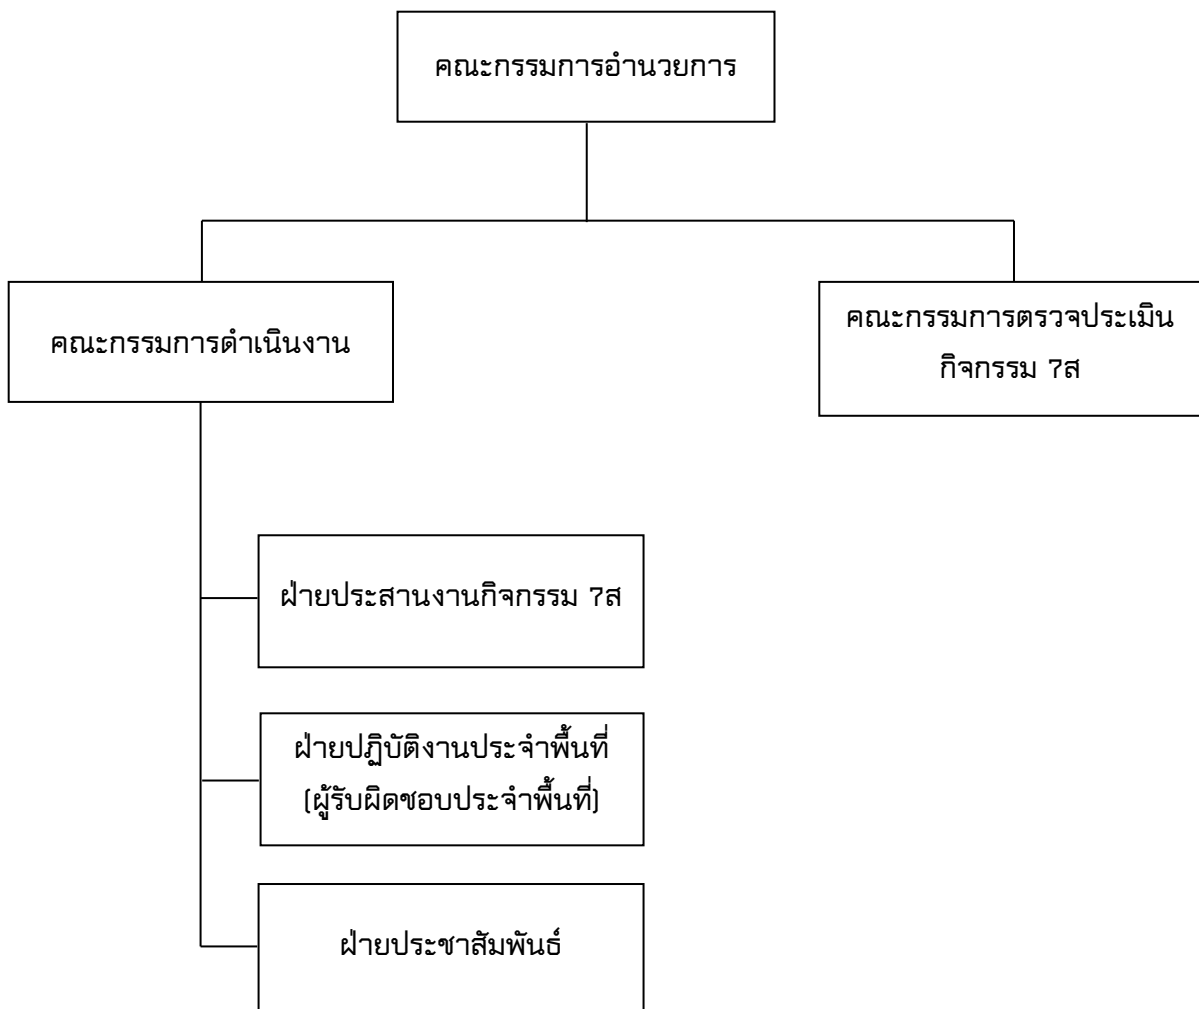 คณะกรรมการอำนวยการ
คณะกรรมการดำเนินงาน
คณะกรรมการตรวจประเมิน
กิจกรรม 7ส
ฝ่ายประสานงานกิจกรรม 7ส
ฝ่ายปฏิบัติงานประจำพื้นที่
(ผู้รับผิดชอบประจำพื้นที่)
ฝ่ายประชาสัมพันธ์